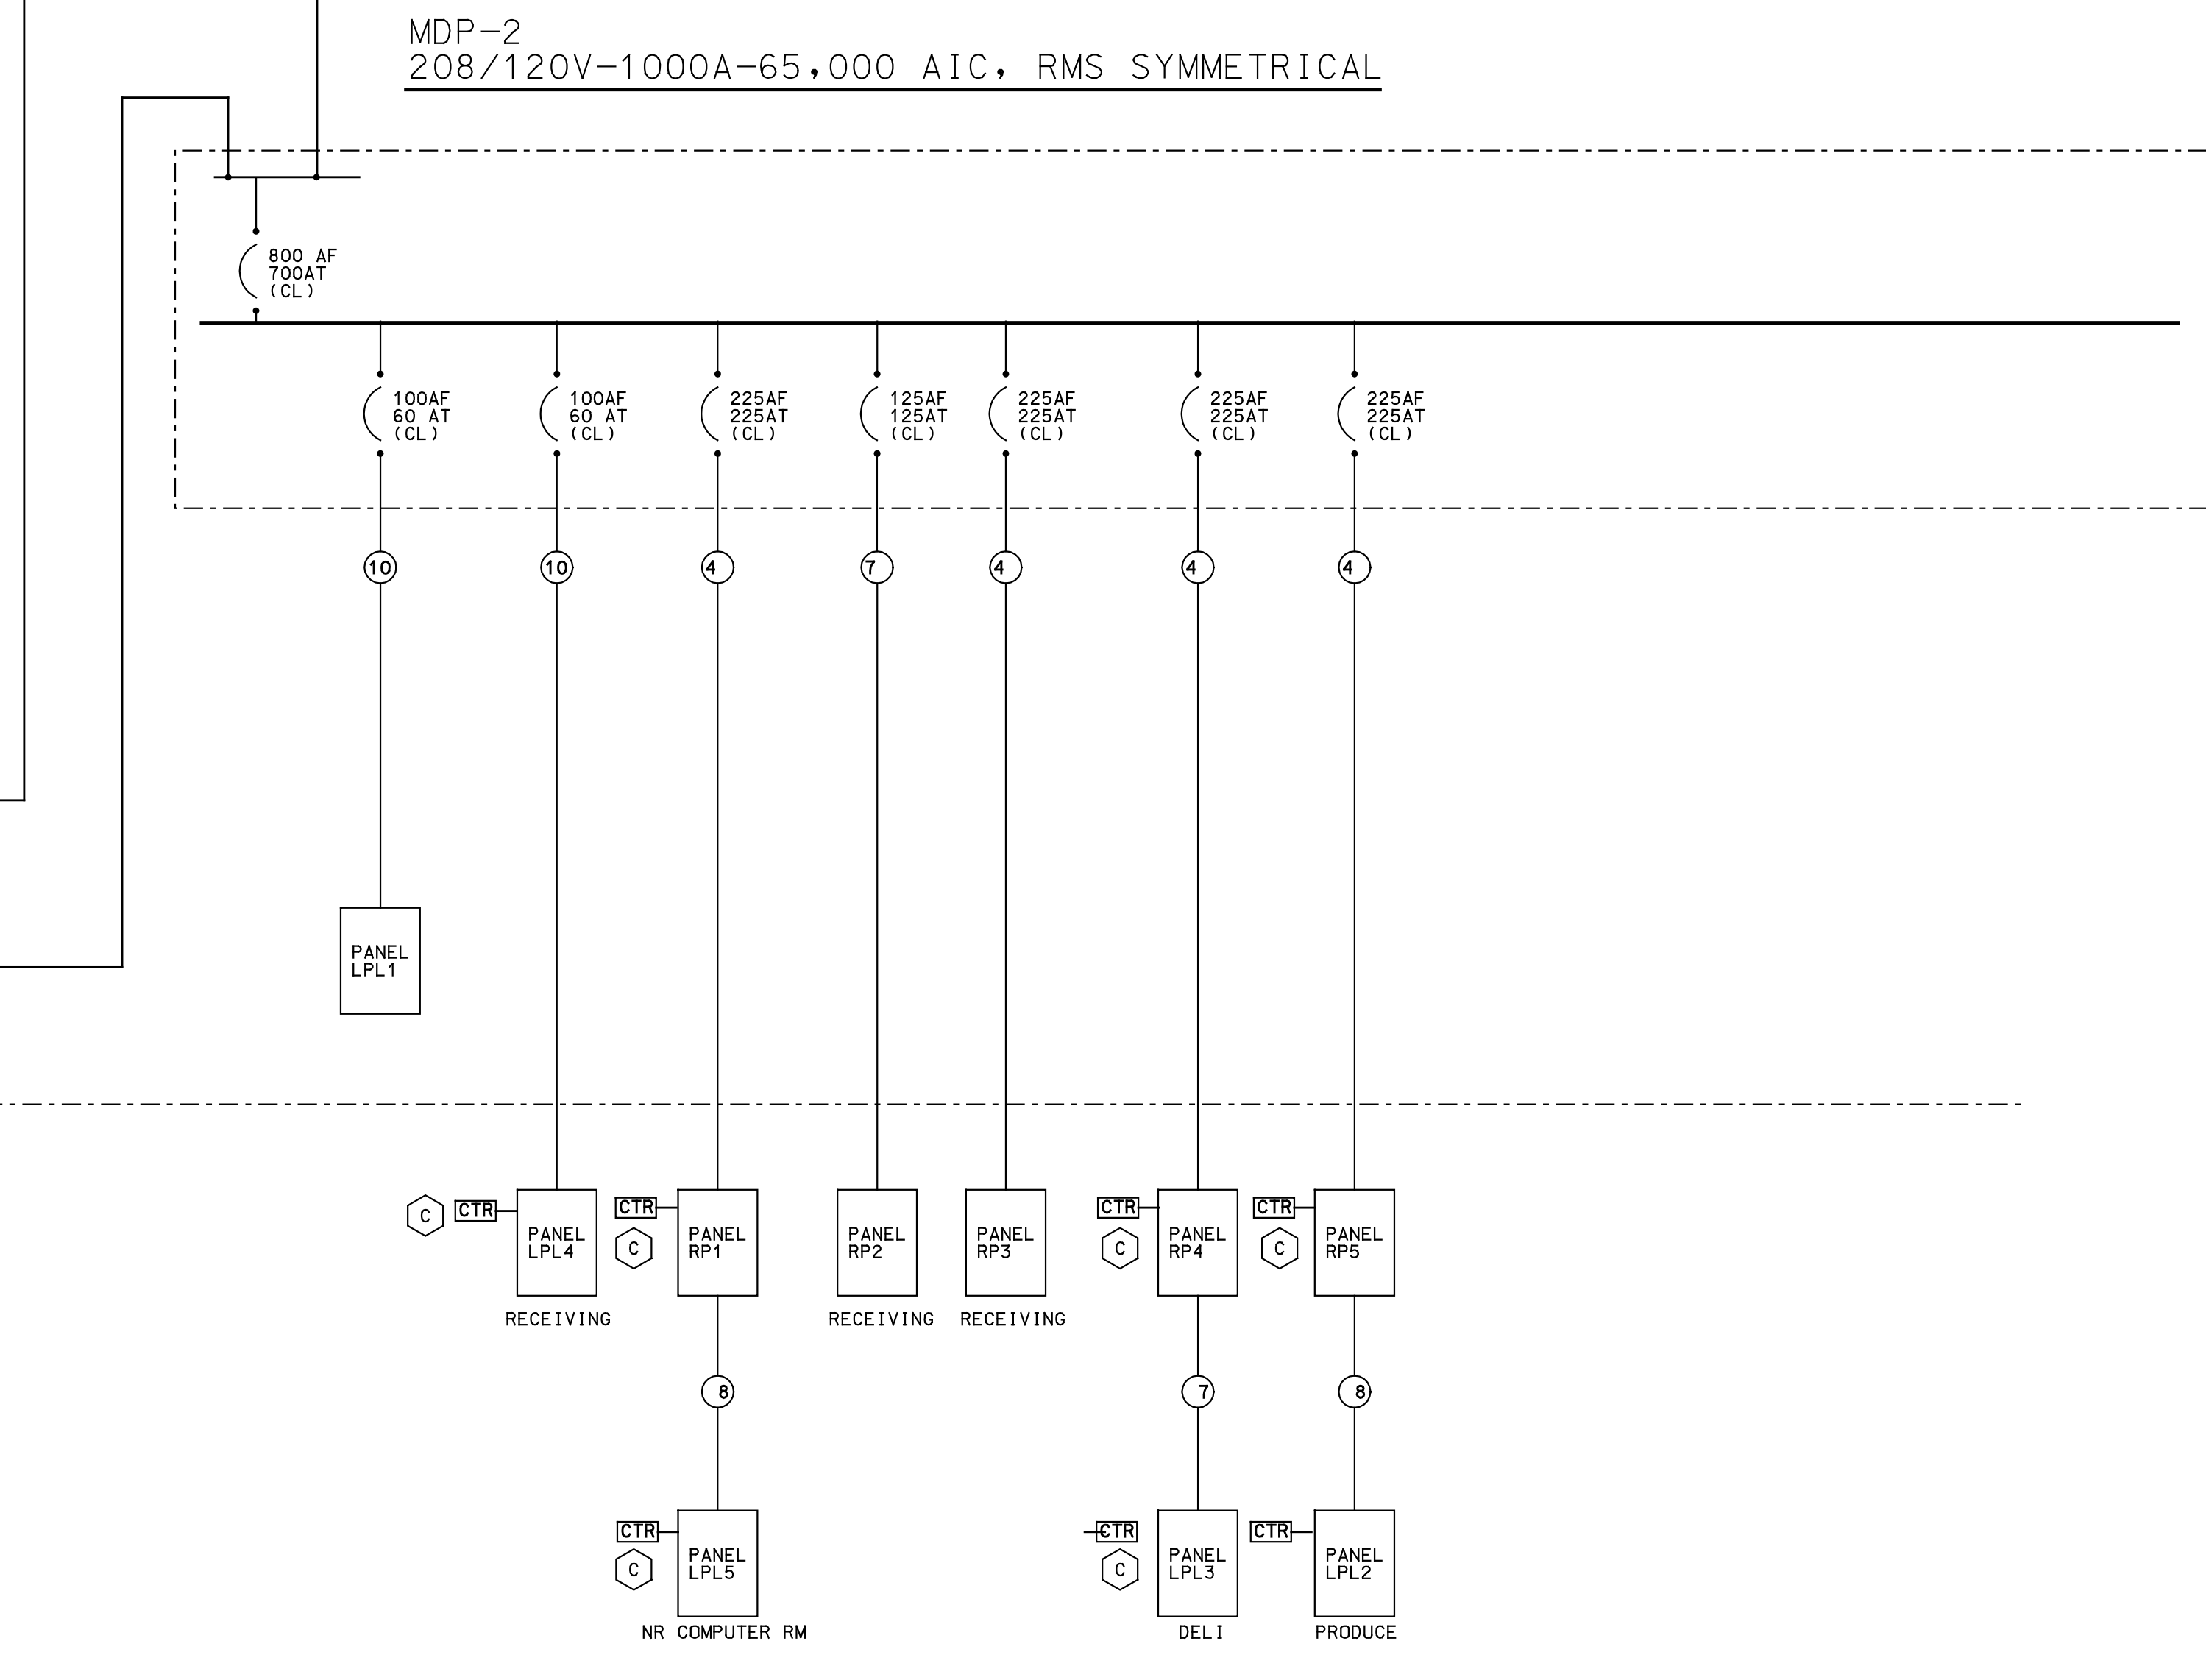 MDP-2
208/120V-1000A-65,000 AIC, RMS SYMMETRICAL
800 AF
700AT
(CL)
100AF
60 AT
(CL)
100AF
60 AT
(CL)
225AF
225AT
(CL)
125AF
125AT
(CL)
225AF
225AT
(CL)
225AF
225AT
(CL)
225AF
225AT
(CL)
10
10
4
7
4
4
4
PANEL
LPL1
C
CTR
PANEL
LPL4
RECEIVING
CTR
C
PANEL
RP1
PANEL
RP2
RECEIVING
PANEL
RP3
RECEIVING
CTR
C
PANEL
RP4
CTR
C
PANEL
RP5
8
7
8
CTR
C
PANEL
LPL5
NR COMPUTER RM
CTR
C
PANEL
LPL3
DELI
CTR
PANEL
LPL2
PRODUCE